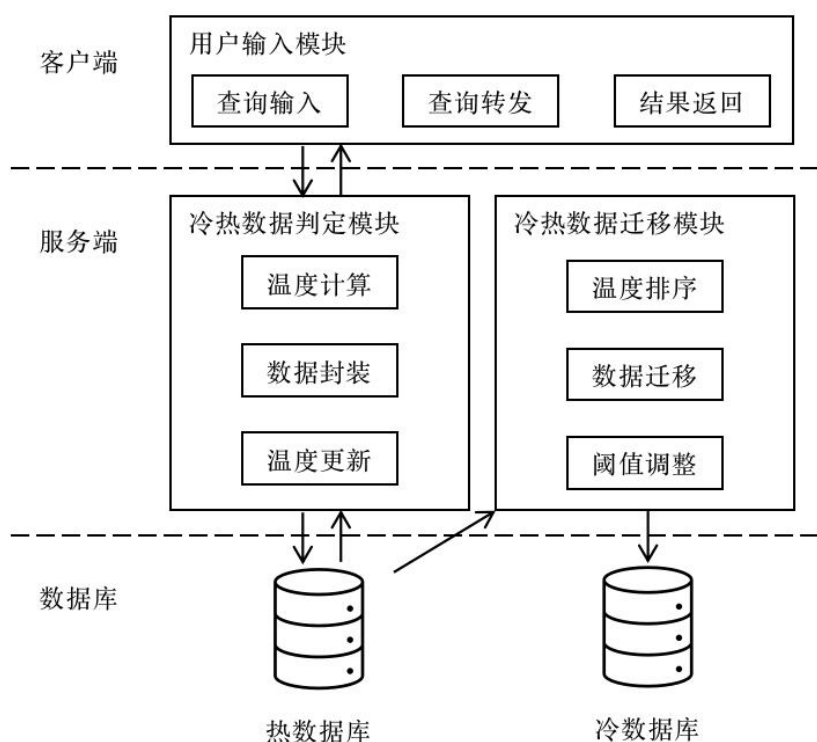 客户端
用户输入模块
查询输入
查询转发
结果返回
服务端
冷热数据判定模块
温度计算
数据封装
温度更新
冷热数据迁移模块
温度排序
数据迁移
阈值调整
数据库
热数据库
冷数据库